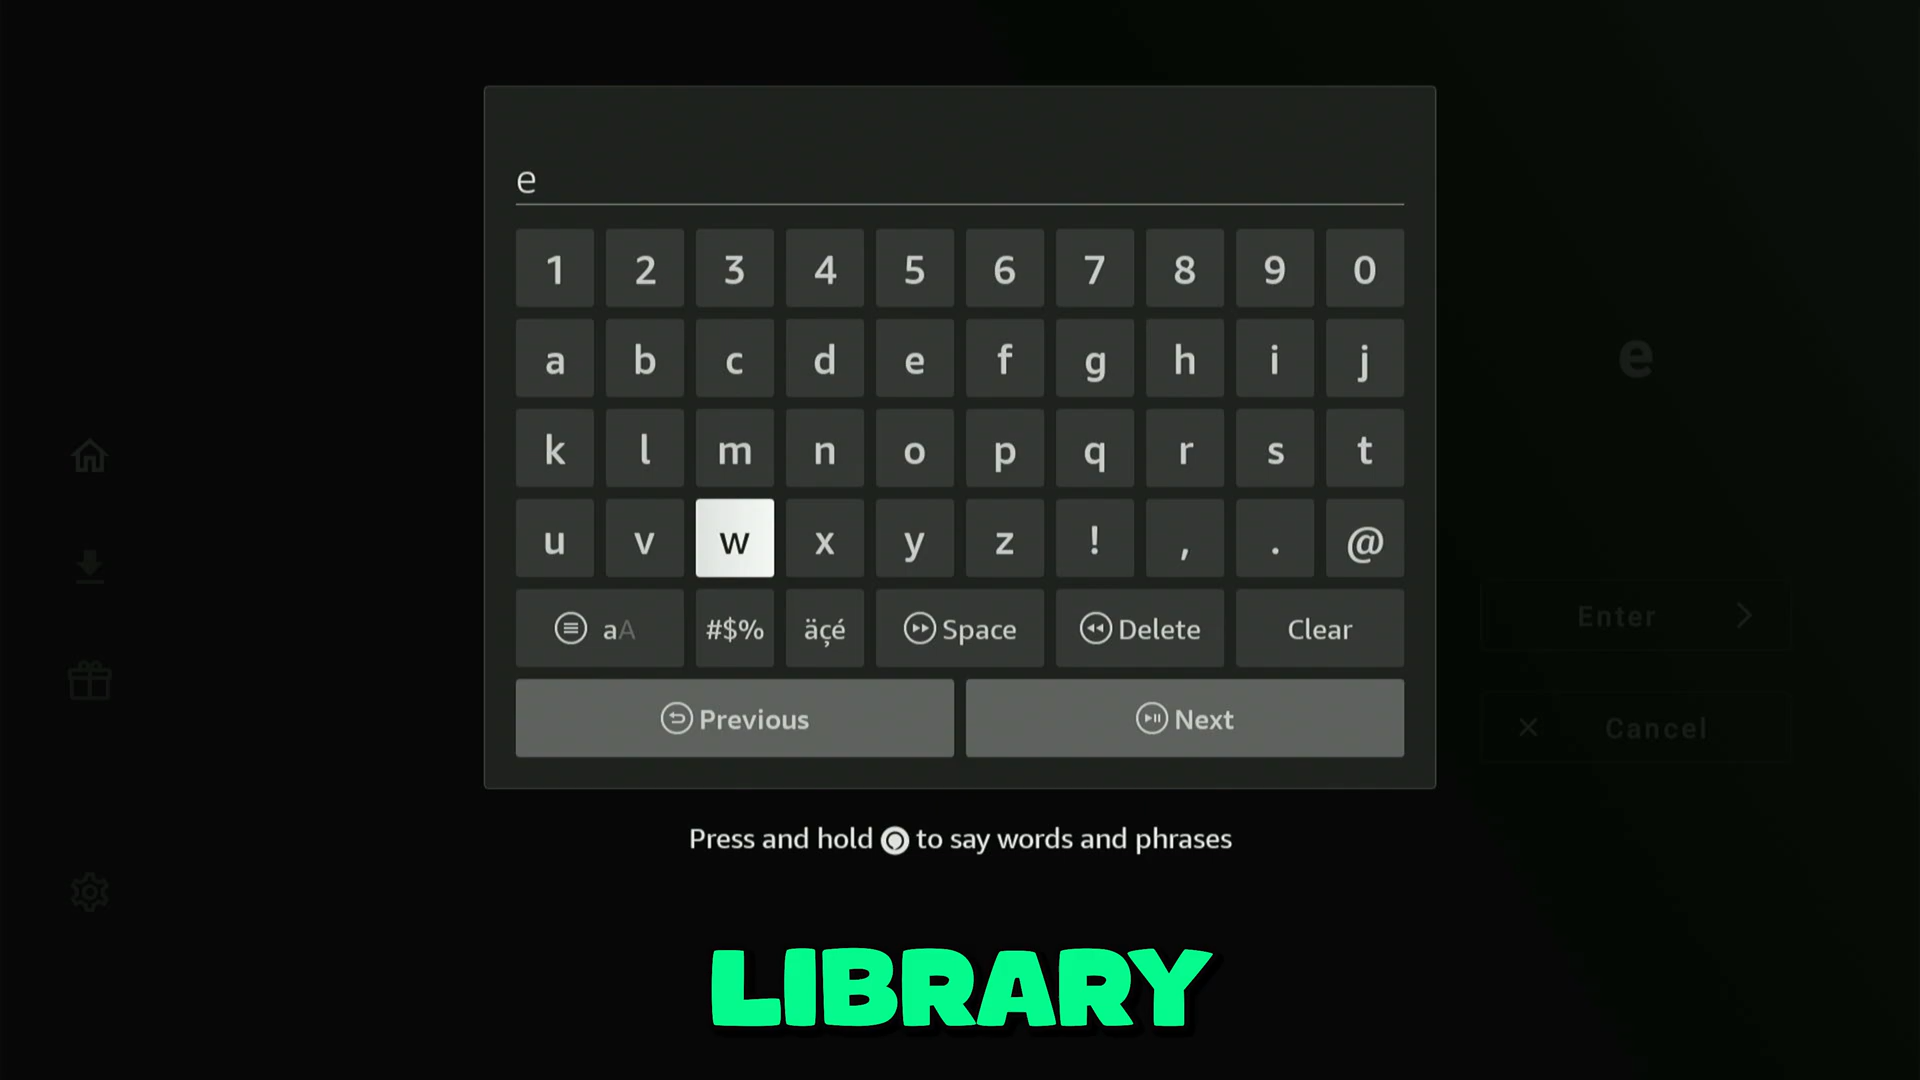 e
1 2 3 4 5 6 7 8 9 0
a b c d e f g h i j
k l m n o p q r s t
u v w x y z ! , . @
aA #$% äçé Space Delete Clear
Previous Next
Press and hold to say words and phrases
e
Enter
Cancel
LIBRARY